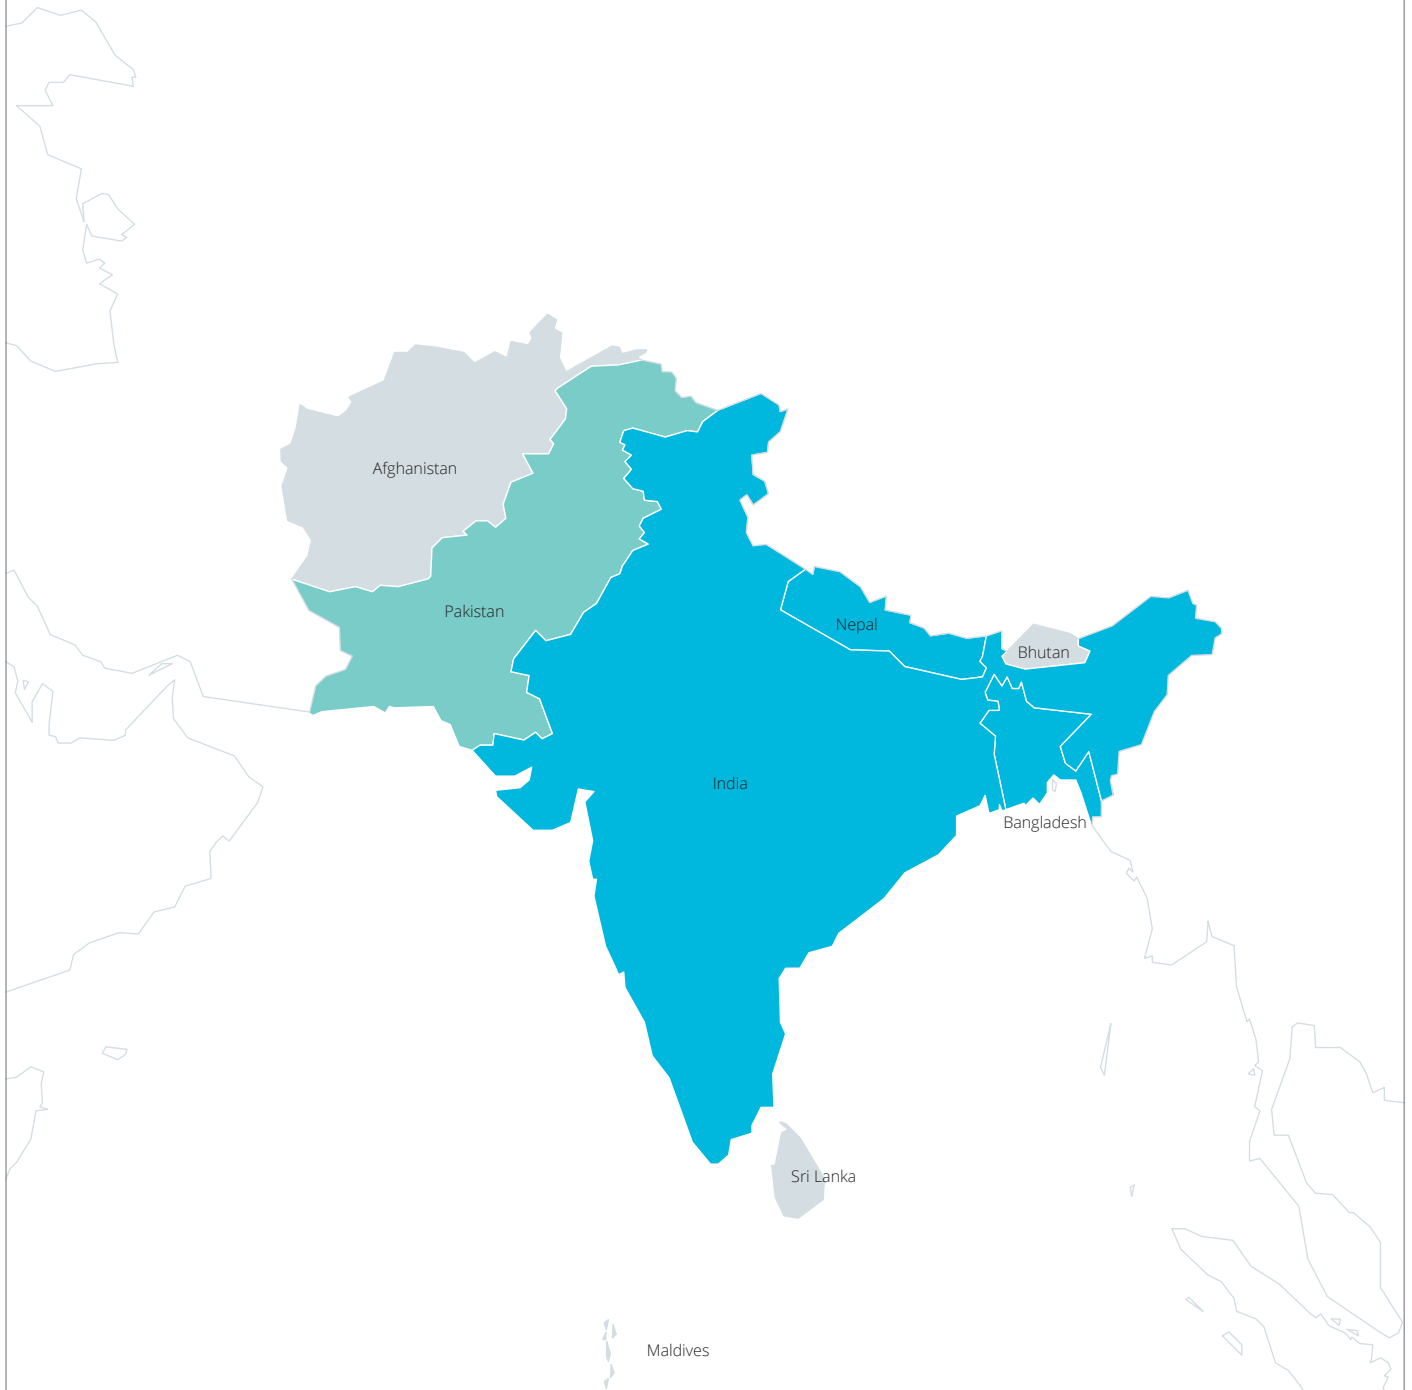 Afghanistan
Pakistan
Nepal
Bhutan
India
Bangladesh
Sri Lanka
Maldives